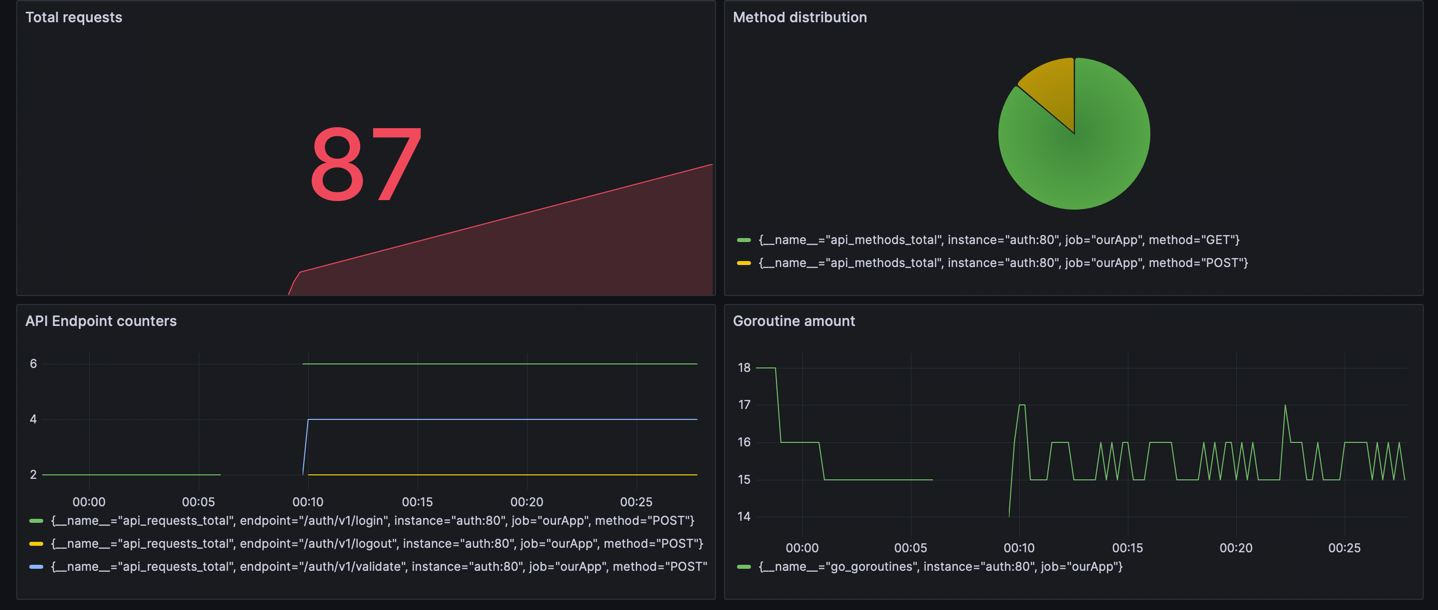 Total requests
87
Method distribution
{__name__="api_methods_total", instance="auth:80", job="ourApp", method="GET"}
{__name__="api_methods_total", instance="auth:80", job="ourApp", method="POST"}
API Endpoint counters
6
4
2
00:00 00:05 00:10 00:15 00:20 00:25
{__name__="api_requests_total", endpoint="/auth/v1/login", instance="auth:80", job="ourApp", method="POST"}
{__name__="api_requests_total", endpoint="/auth/v1/logout", instance="auth:80", job="ourApp", method="POST"}
{__name__="api_requests_total", endpoint="/auth/v1/validate", instance="auth:80", job="ourApp", method="POST"
Goroutine amount
18
17
16
15
14
00:00 00:05 00:10 00:15 00:20 00:25
{__name__="go_goroutines", instance="auth:80", job="ourApp"}